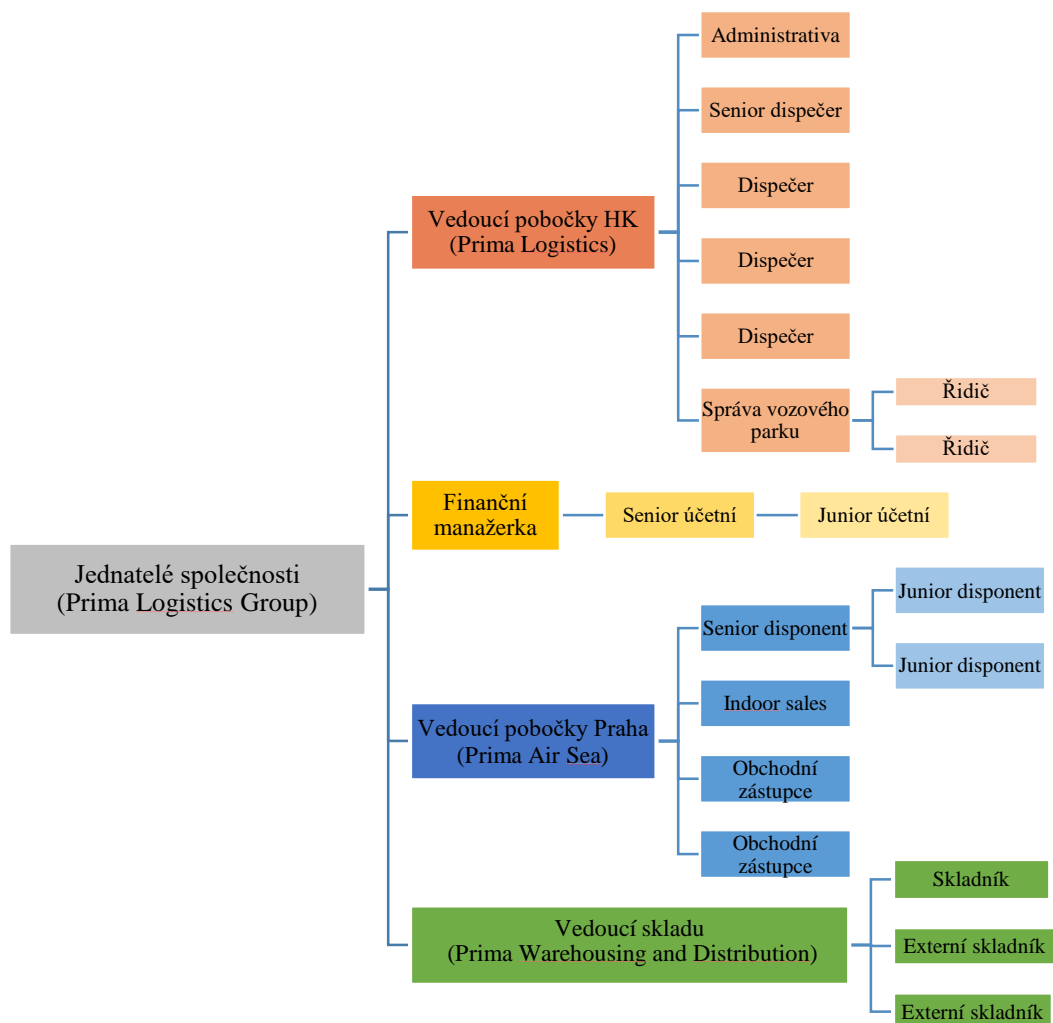 Administrativa
Senior dispečer
Dispečer
Vedoucí pobočky HK
(Prima Logistics)
Dispečer
Dispečer
Správa vozového
parku
Řidič
Řidič
Finanční
manažerka
Senior účetní
Junior účetní
Jednatelé společnosti
(Prima Logistics Group)
Senior disponent
Junior disponent
Junior disponent
Indoor sales
Vedoucí pobočky Praha
(Prima Air Sea)
Obchodní
zástupce
Obchodní
zástupce
Vedoucí skladu
(Prima Warehousing and Distribution)
Skladník
Externí skladník
Externí skladník